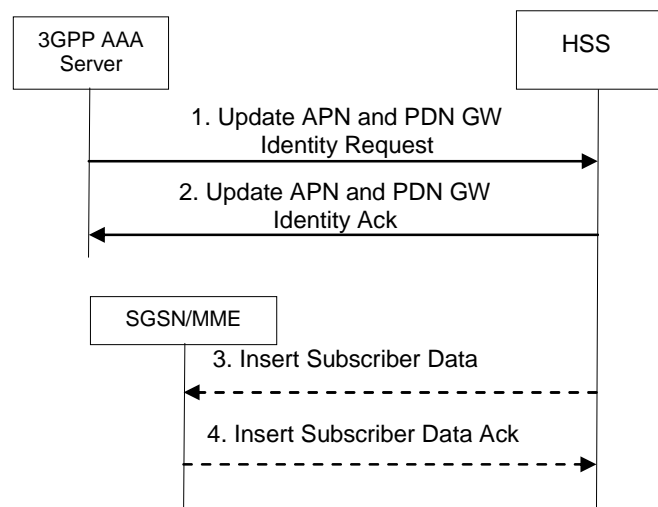 3GPP AAA
Server
HSS
1. Update APN and PDN GW
Identity Request
2. Update APN and PDN GW
Identity Ack
SGSN/MME
3. Insert Subscriber Data
4. Insert Subscriber Data Ack